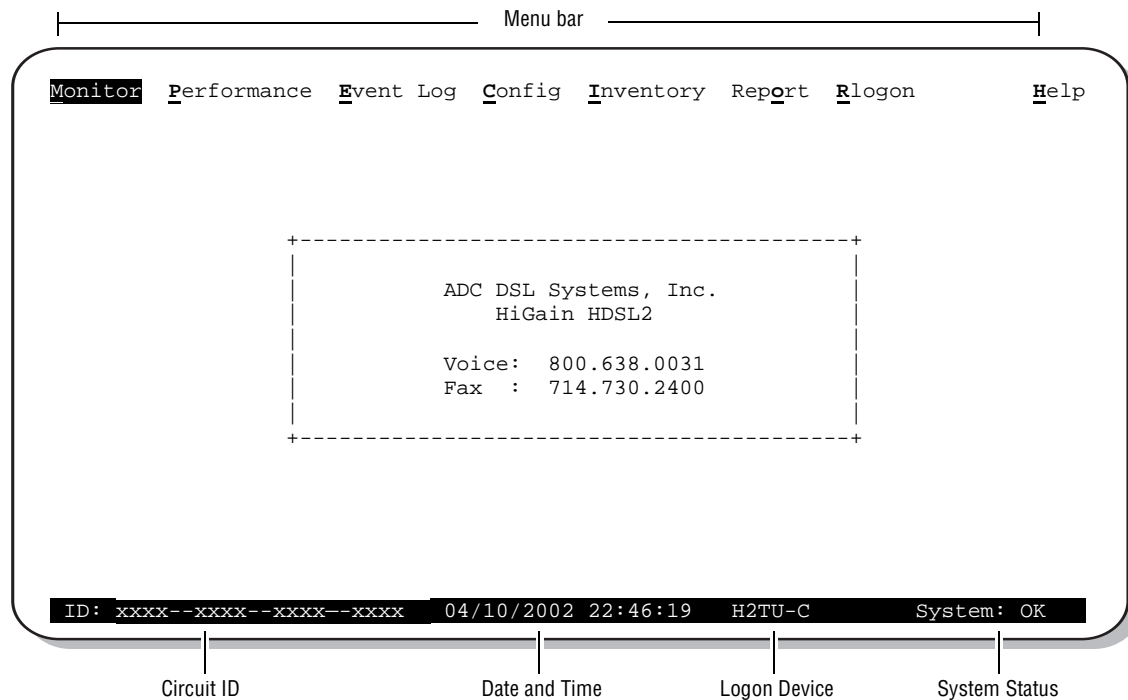 Menu bar
Monitor Performance Event Log Config Inventory Report Rlogon Help
ADC DSL Systems, Inc.
HiGain HDSL2
Voice: 800.638.0031
Fax : 714.730.2400
ID: xxxx--xxxx--xxxx--xxxx 04/10/2002 22:46:19 H2TU-C System: OK
Circuit ID Date and Time Logon Device System Status